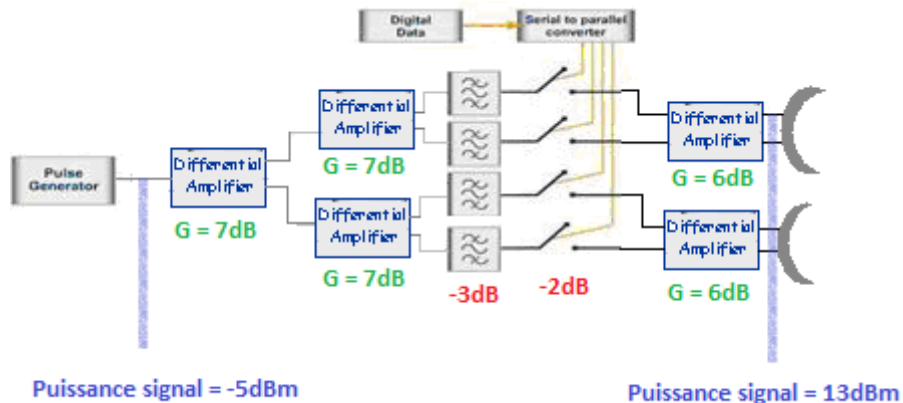 Digital
Data
Serial to parallel
converter
Differential
Amplifier
Differential
Amplifier
G = 7dB
Pulse
Generator
Differential
Amplifier
G = 7dB
G = 6dB
Differential
Amplifier
G = 7dB
Differential
Amplifier
G = 6dB
-3dB
-2dB
Puissance signal = -5dBm
Puissance signal = 13dBm